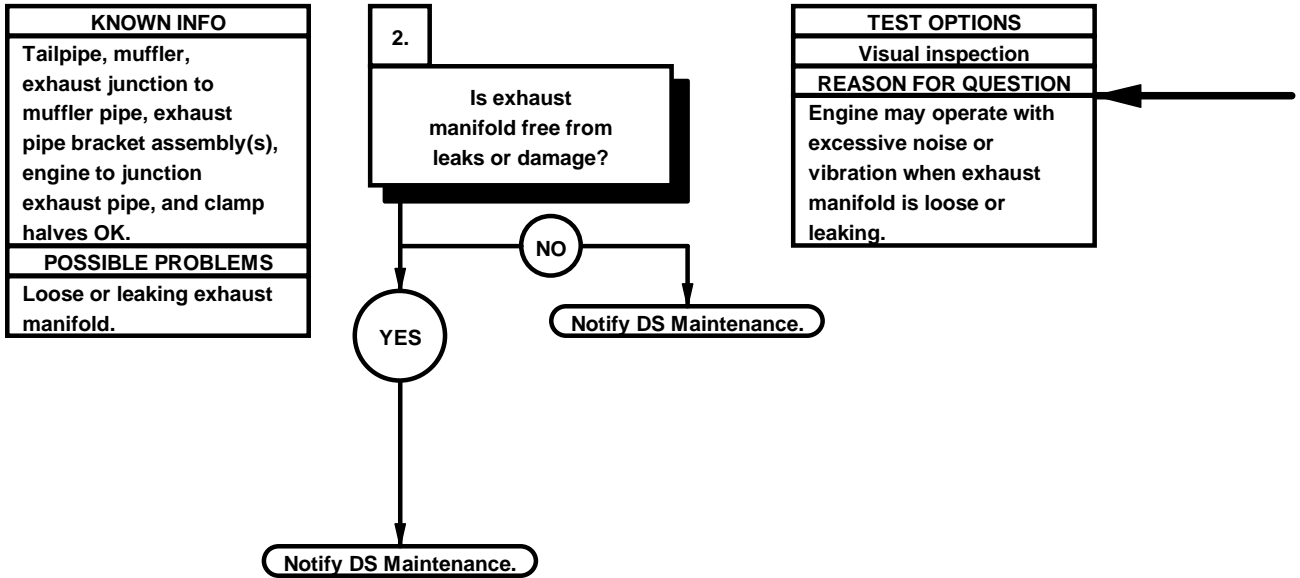 KNOWN INFO
Tailpipe, muffler,
exhaust junction to
muffler pipe, exhaust
pipe bracket assembly(s),
engine to junction
exhaust pipe, and clamp
halves OK.
POSSIBLE PROBLEMS
Loose or leaking exhaust
manifold.
2.
Is exhaust
manifold free from
leaks or damage?
NO
Notify DS Maintenance.
YES
Notify DS Maintenance.
TEST OPTIONS
Visual inspection
REASON FOR QUESTION
Engine may operate with
excessive noise or
vibration when exhaust
manifold is loose or
leaking.